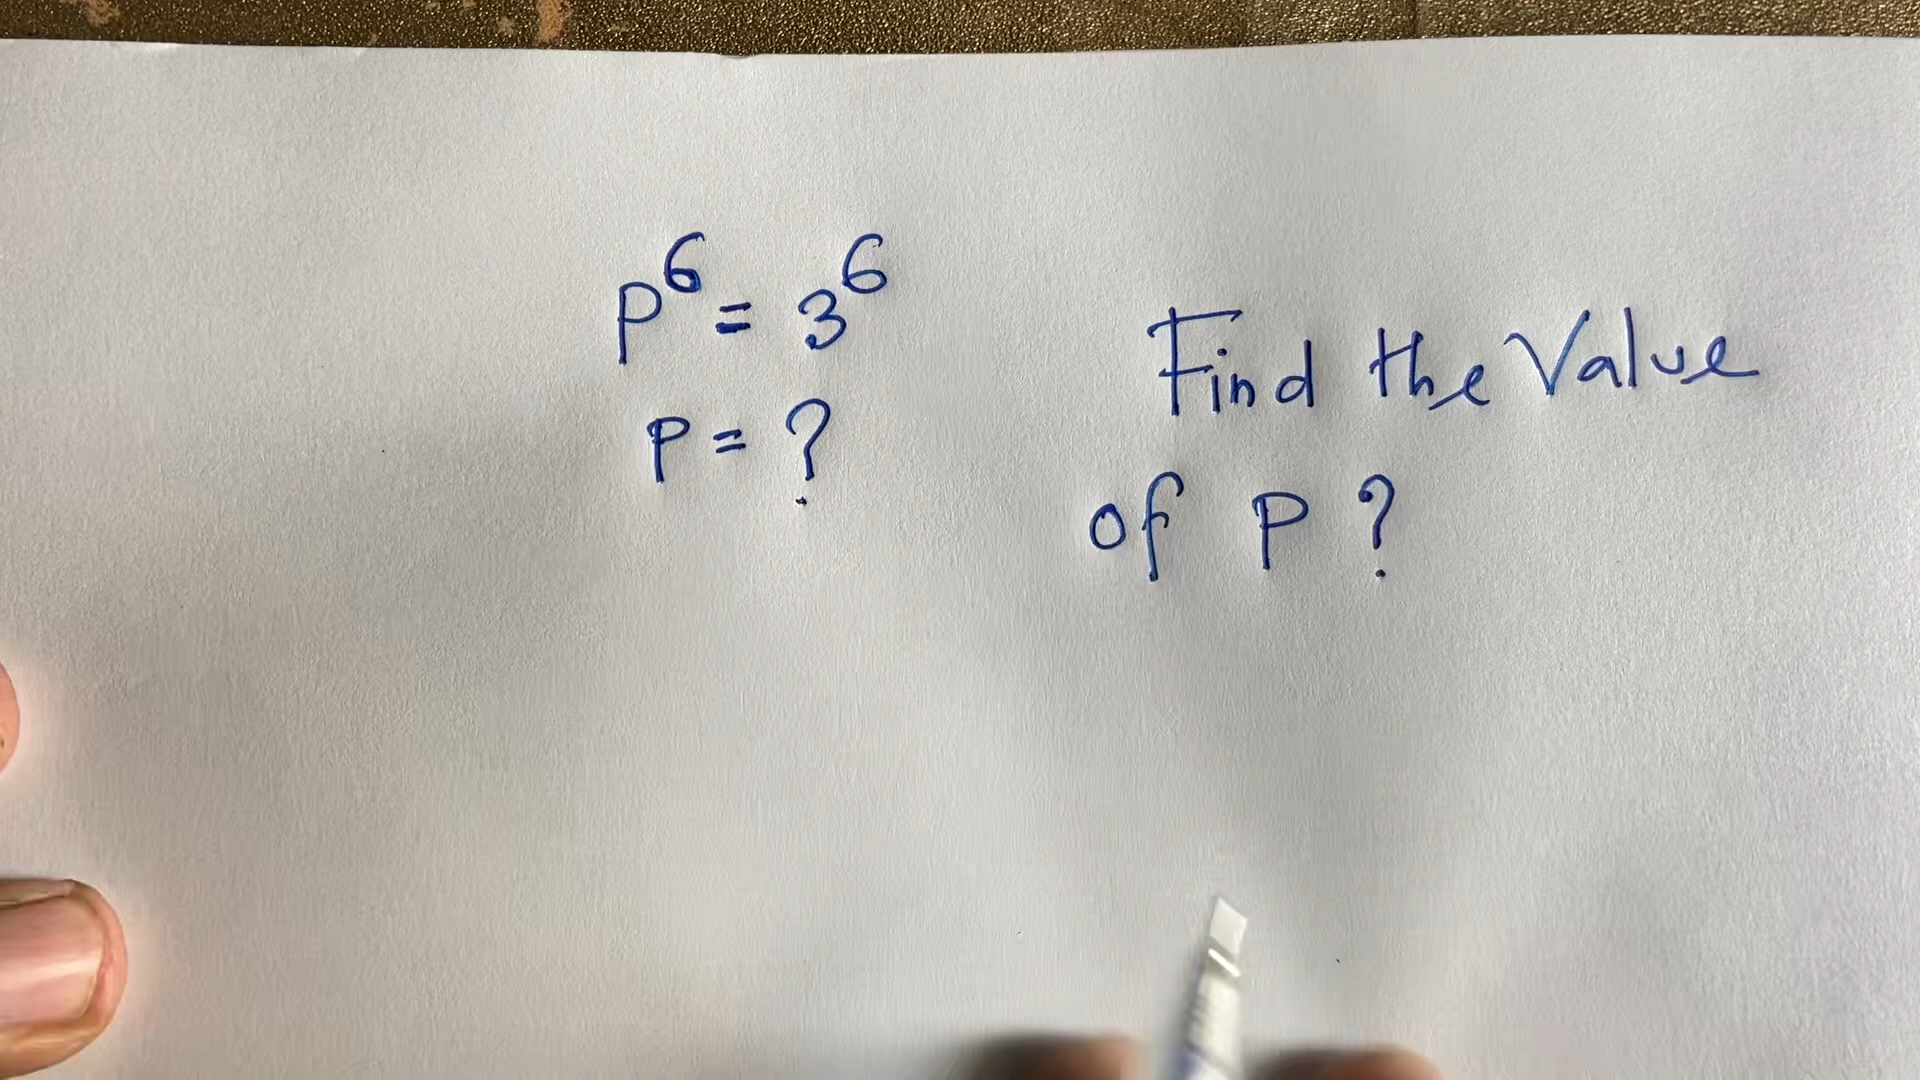 p⁶ = 3⁶
p = ?
Find the Value
of p ?